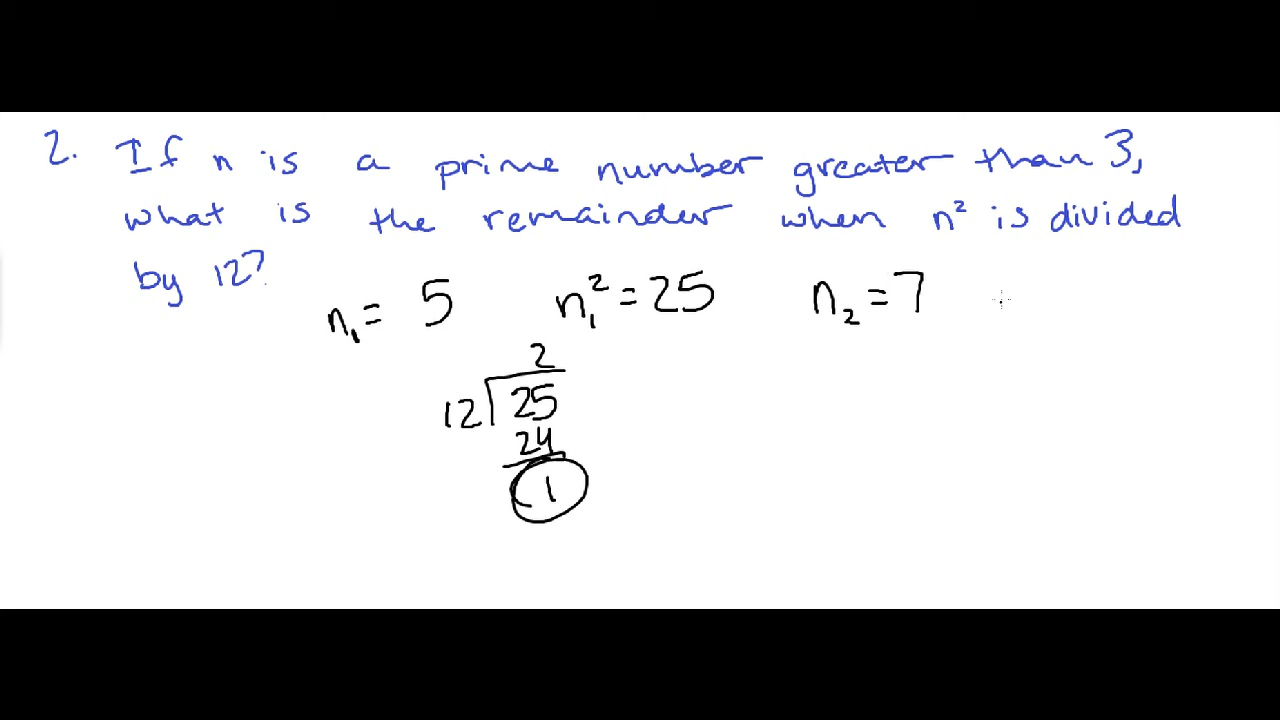 2. If n is a prime number greater than 3,
what is the remainder when n² is divided
by 12?
n₁ = 5 n₁² = 25 n₂ = 7
2
12 25
24
1